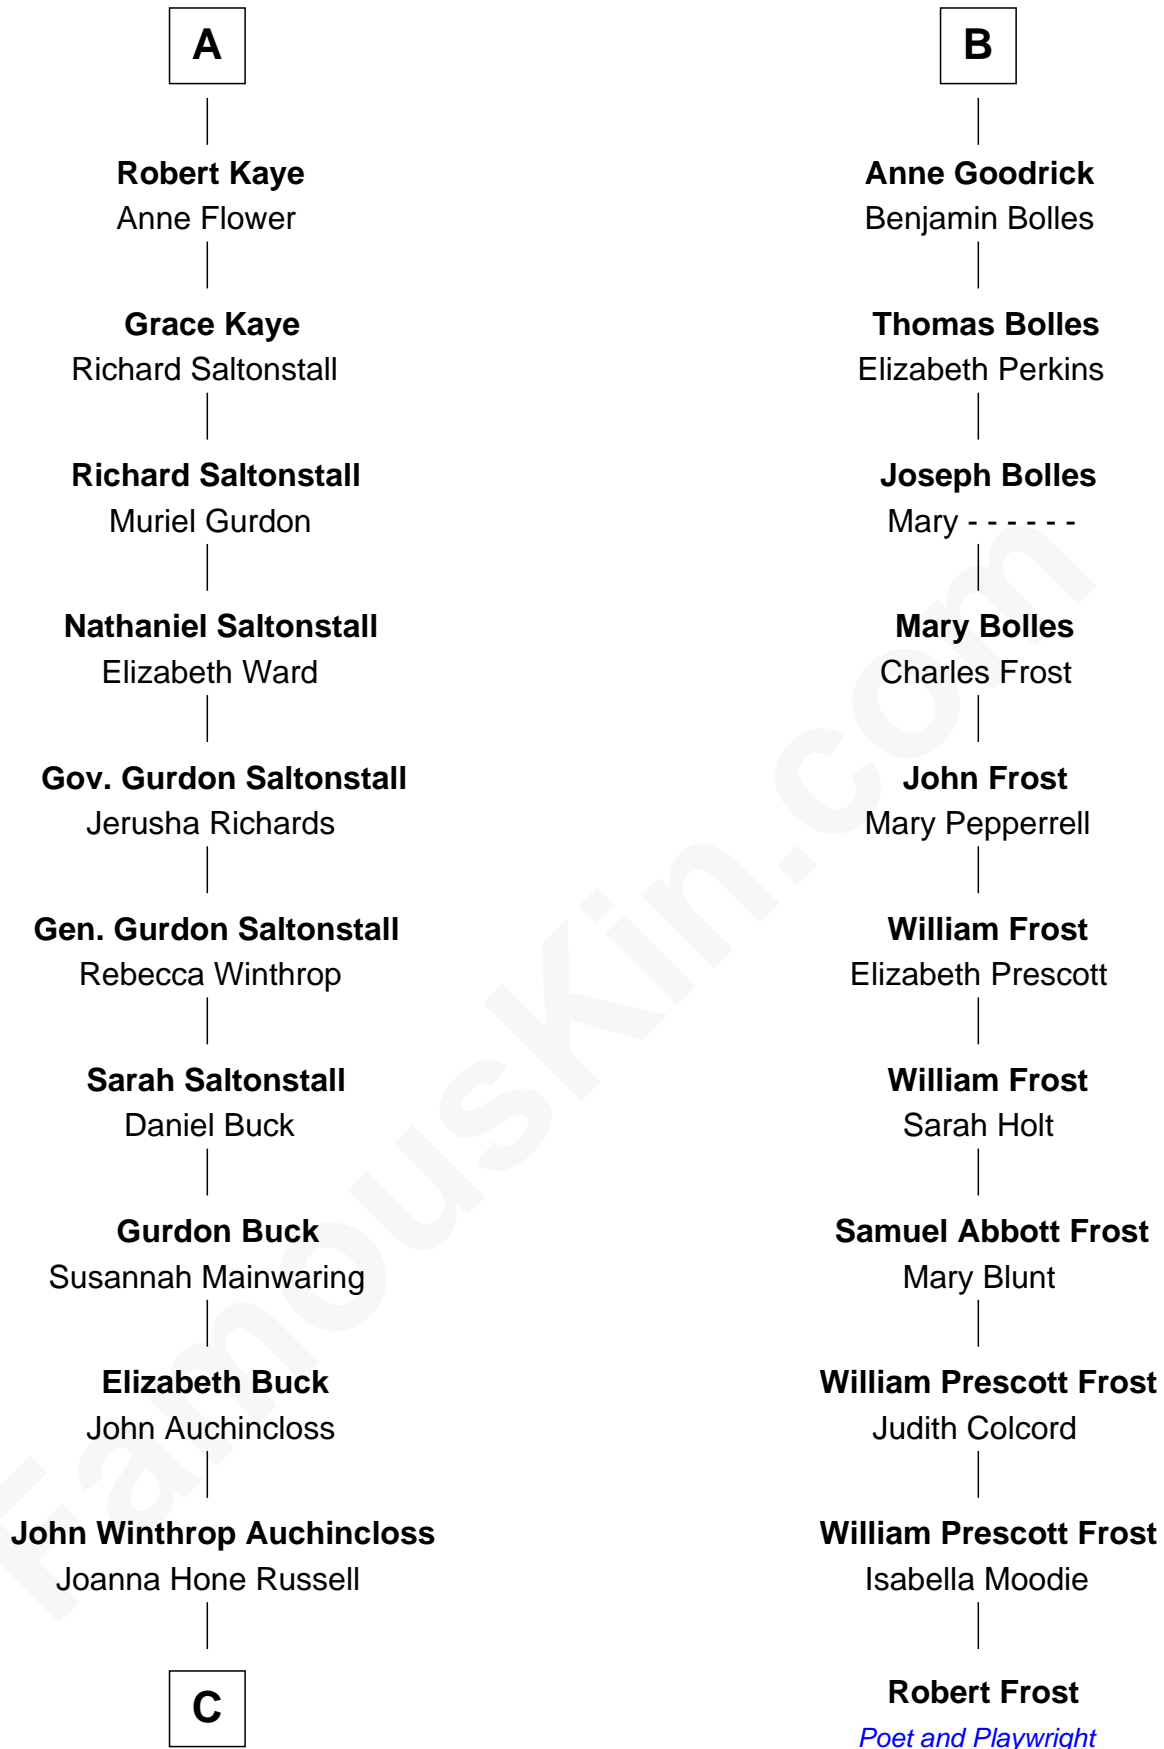 A
Robert Kaye
Anne Flower
Grace Kaye
Richard Saltonstall
Richard Saltonstall
Muriel Gurdon
Nathaniel Saltonstall
Elizabeth Ward
Gov. Gurdon Saltonstall
Jerusha Richards
Gen. Gurdon Saltonstall
Rebecca Winthrop
Sarah Saltonstall
Daniel Buck
Gurdon Buck
Susannah Mainwaring
Elizabeth Buck
John Auchincloss
John Winthrop Auchincloss
Joanna Hone Russell
C
B
Anne Goodrick
Benjamin Bolles
Thomas Bolles
Elizabeth Perkins
Joseph Bolles
Mary - - - - - -
Mary Bolles
Charles Frost
John Frost
Mary Pepperrell
William Frost
Elizabeth Prescott
William Frost
Sarah Holt
Samuel Abbott Frost
Mary Blunt
William Prescott Frost
Judith Colcord
William Prescott Frost
Isabella Moodie
Robert Frost
Poet and Playwright
FamousKin.com